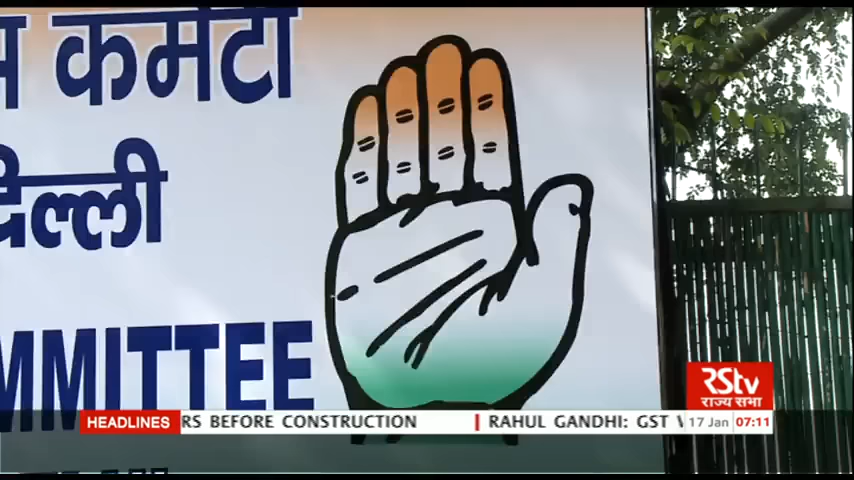 कमेटी
दिल्ली
MMITTEE
RStv
राज्य सभा
HEADLINES RS BEFORE CONSTRUCTION | RAHUL GANDHI: GST 17 Jan 07:11